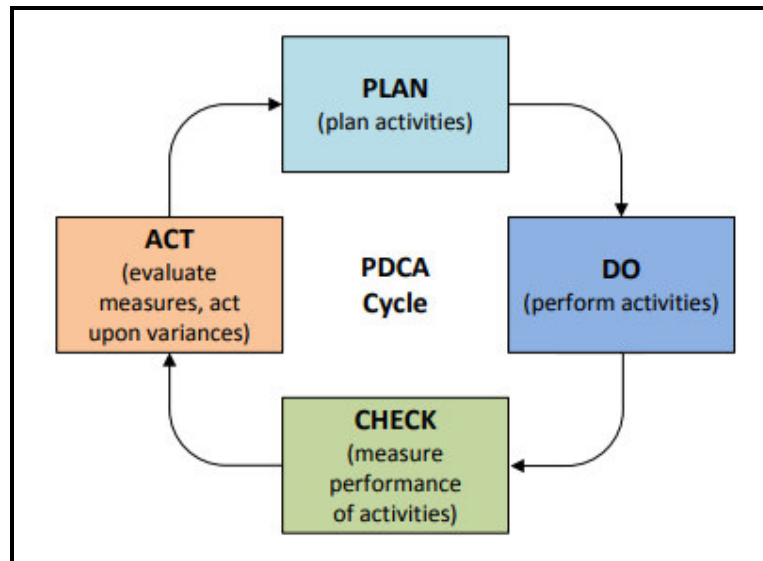 PLAN
(plan activities)
ACT
(evaluate
measures, act
upon variances)
PDCA
Cycle
DO
(perform activities)
CHECK
(measure
performance
of activities)